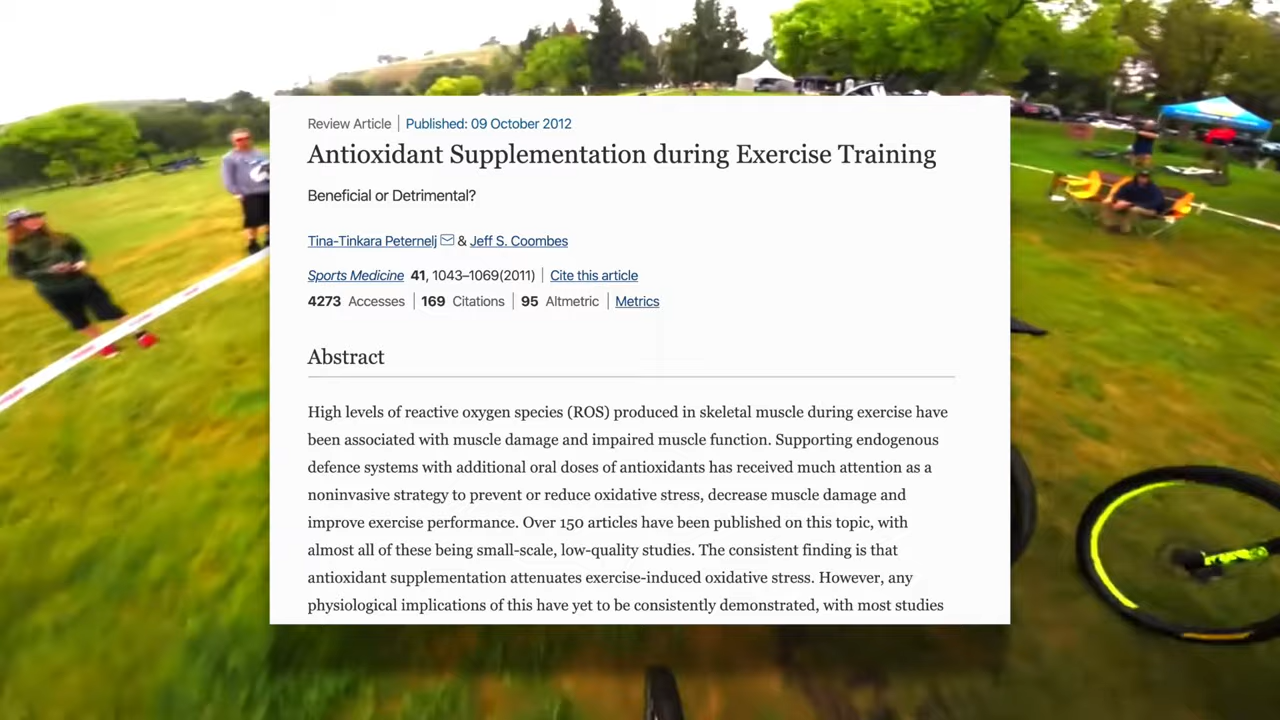 Review Article | Published: 09 October 2012
Antioxidant Supplementation during Exercise Training
Beneficial or Detrimental?
Tina-Tinkara Peternelj & Jeff S. Coombes
Sports Medicine 41, 1043–1069(2011) | Cite this article
4273 Accesses | 169 Citations | 95 Altmetric | Metrics
Abstract
High levels of reactive oxygen species (ROS) produced in skeletal muscle during exercise have
been associated with muscle damage and impaired muscle function. Supporting endogenous
defence systems with additional oral doses of antioxidants has received much attention as a
noninvasive strategy to prevent or reduce oxidative stress, decrease muscle damage and
improve exercise performance. Over 150 articles have been published on this topic, with
almost all of these being small-scale, low-quality studies. The consistent finding is that
antioxidant supplementation attenuates exercise-induced oxidative stress. However, any
physiological implications of this have yet to be consistently demonstrated, with most studies